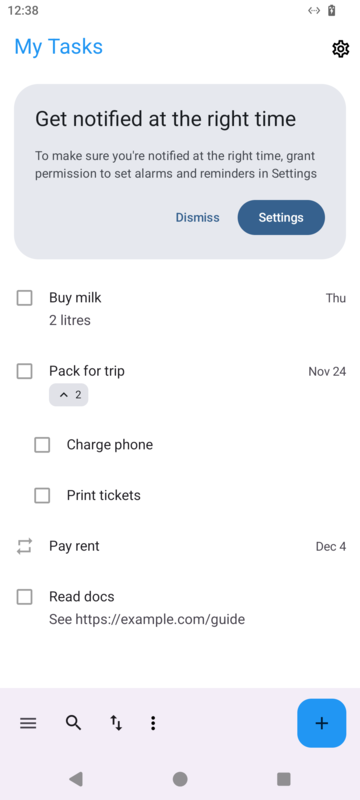 12:38
My Tasks
Get notified at the right time
To make sure you're notified at the right time, grant
permission to set alarms and reminders in Settings
Dismiss
Settings
Buy milk
Thu
2 litres
Pack for trip
Nov 24
2
Charge phone
Print tickets
Pay rent
Dec 4
Read docs
See https://example.com/guide